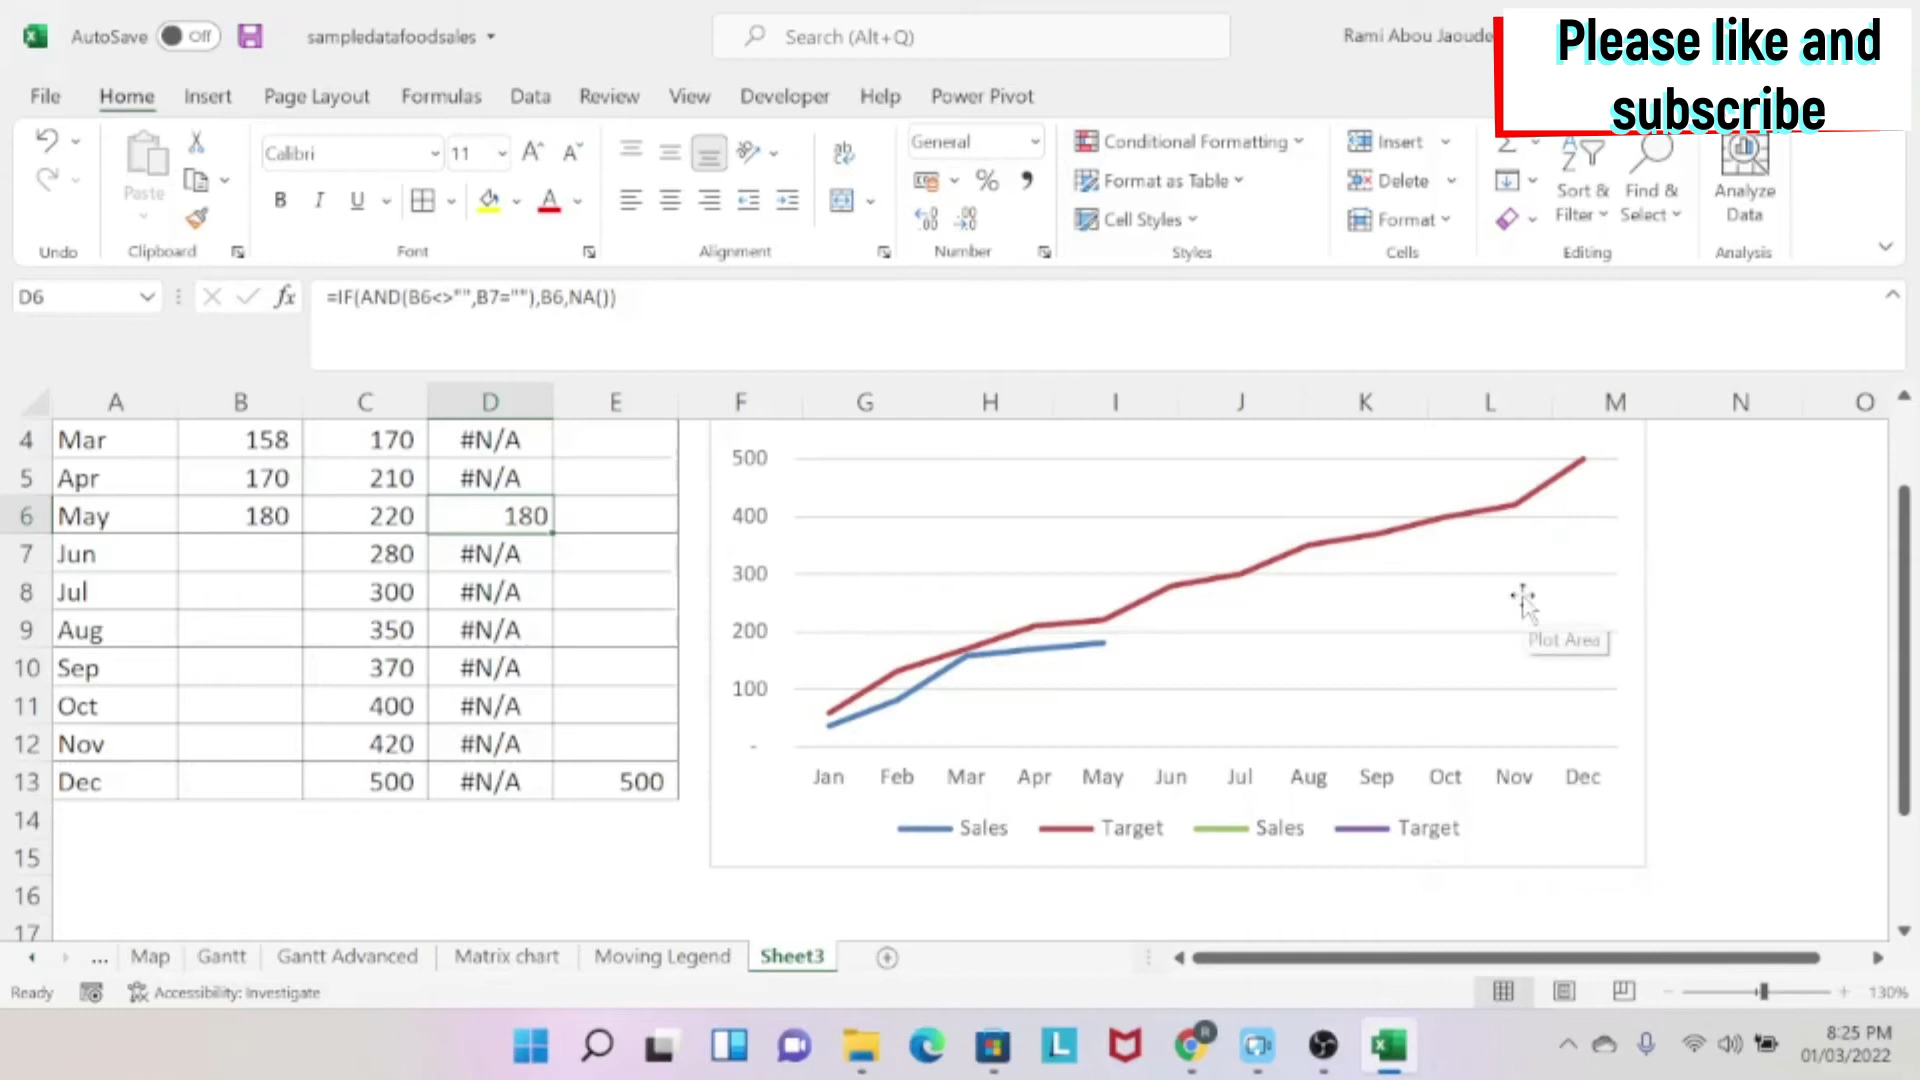 AutoSave Off sampledatafoodsales Search (Alt+Q) Rami Abou Jaoude
Please like and
subscribe
File Home Insert Page Layout Formulas Data Review View Developer Help Power Pivot
Calibri 11 General Conditional Formatting Insert
Paste B I U % Format as Table Delete Sort & Find & Analyze
Cell Styles Format Filter Select Data
Undo Clipboard Font Alignment Number Styles Cells Editing Analysis
D6 fx =IF(AND(B6<>"",B7=""),B6,NA())
A B C D E F G H I J K L M N O
4 Mar 158 170 #N/A
5 Apr 170 210 #N/A
6 May 180 220 180
7 Jun 280 #N/A
8 Jul 300 #N/A
9 Aug 350 #N/A
10 Sep 370 #N/A
11 Oct 400 #N/A
12 Nov 420 #N/A
13 Dec 500 #N/A 500
14
15
16
17
500
400
300
200
100
-
Plot Area
Jan Feb Mar Apr May Jun Jul Aug Sep Oct Nov Dec
Sales Target Sales Target
... Map Gantt Gantt Advanced Matrix chart Moving Legend Sheet3
Ready Accessibility: Investigate 130%
8:25 PM
01/03/2022